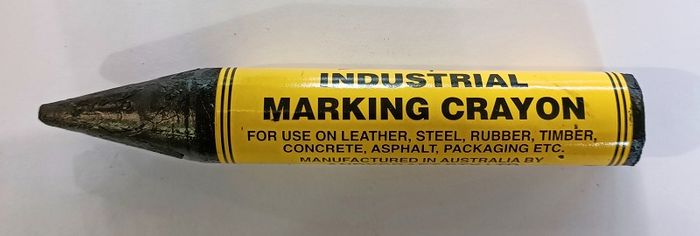 INDUSTRIAL
MARKING CRAYON
FOR USE ON LEATHER, STEEL, RUBBER, TIMBER,
CONCRETE, ASPHALT, PACKAGING ETC.
MANUFACTURED IN AUSTRALIA BY